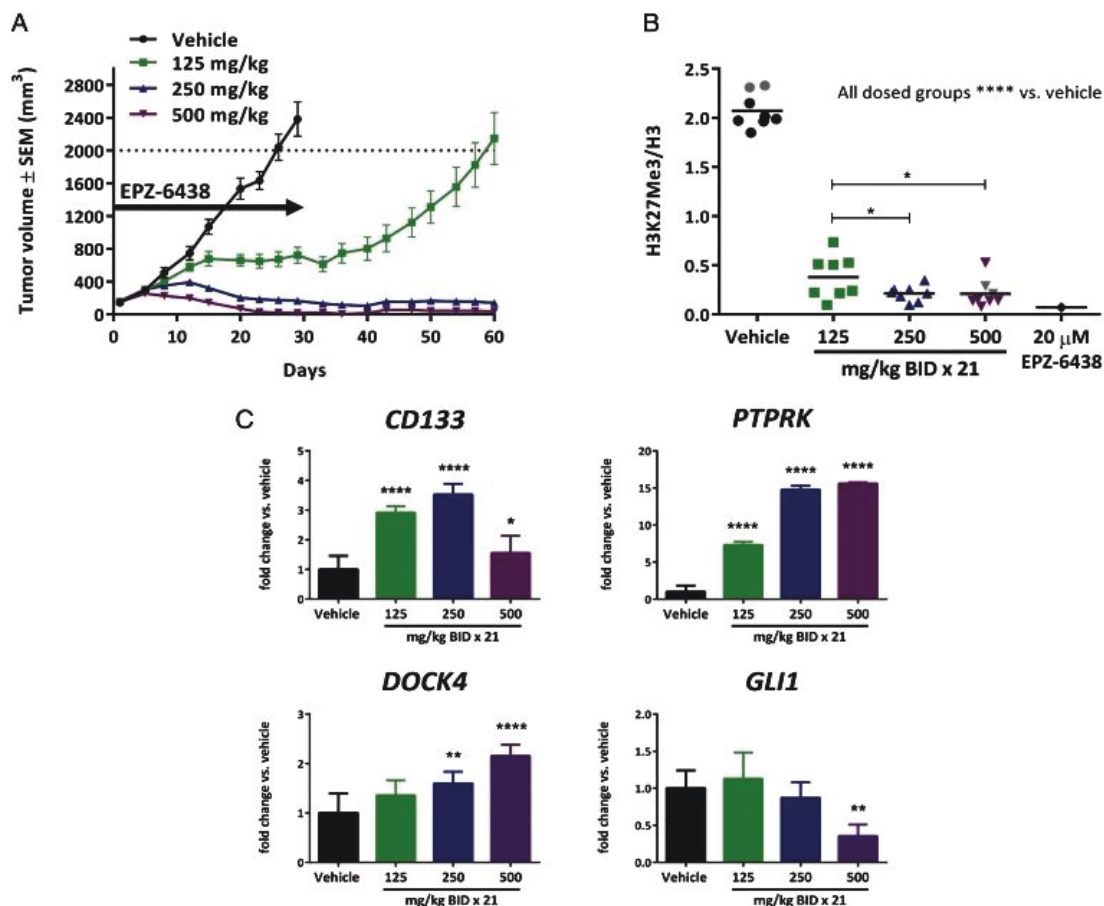 A
Vehicle
125 mg/kg
250 mg/kg
500 mg/kg
Tumor volume ± SEM (mm³)
2800
2400
2000
1600
1200
800
400
0
EPZ-6438
0 10 20 30 40 50 60
Days
B
H3K27Me3/H3
2.5
2.0
1.5
1.0
0.5
0.0
All dosed groups **** vs. vehicle
*
*
Vehicle 125 250 500 20 µM
EPZ-6438
mg/kg BID x 21
C
CD133
fold change vs. vehicle
5
4
3
2
1
0
**** **** *
Vehicle 125 250 500
mg/kg BID x 21
PTPRK
fold change vs. vehicle
20
15
10
5
0
**** **** ****
Vehicle 125 250 500
mg/kg BID x 21
DOCK4
fold change vs. vehicle
3
2
1
0
** ****
Vehicle 125 250 500
mg/kg BID x 21
GLI1
fold change vs. vehicle
2.0
1.5
1.0
0.5
0.0
**
Vehicle 125 250 500
mg/kg BID x 21